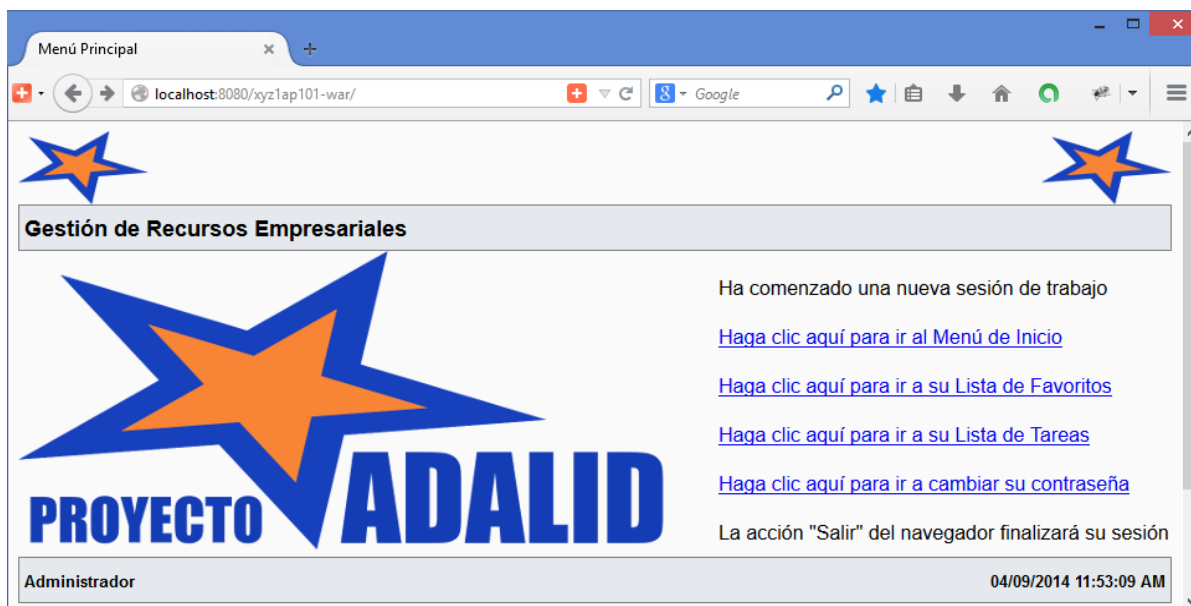 Menú Principal
localhost:8080/xyz1ap101-war/
Google
Gestión de Recursos Empresariales
Ha comenzado una nueva sesión de trabajo
Haga clic aquí para ir al Menú de Inicio
Haga clic aquí para ir a su Lista de Favoritos
Haga clic aquí para ir a su Lista de Tareas
Haga clic aquí para ir a cambiar su contraseña
La acción "Salir" del navegador finalizará su sesión
PROYECTO ADALID
Administrador
04/09/2014 11:53:09 AM